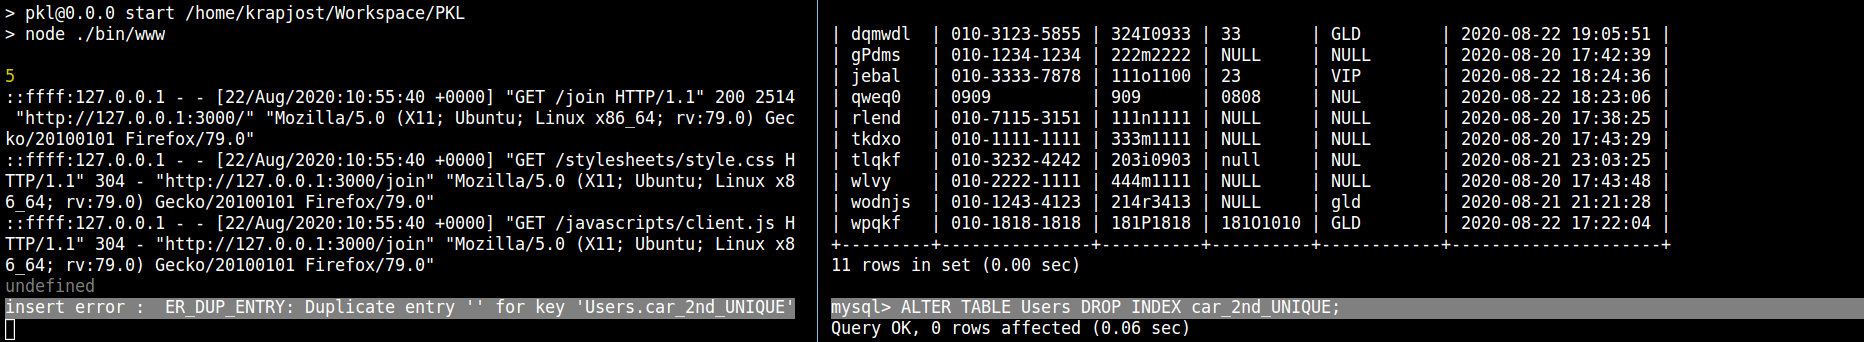 > pkl@0.0.0 start /home/krapjost/Workspace/PKL
> node ./bin/www
5
::ffff:127.0.0.1 - - [22/Aug/2020:10:55:40 +0000] "GET /join HTTP/1.1" 200 2514
"http://127.0.0.1:3000/" "Mozilla/5.0 (X11; Ubuntu; Linux x86_64; rv:79.0) Gec
ko/20100101 Firefox/79.0"
::ffff:127.0.0.1 - - [22/Aug/2020:10:55:40 +0000] "GET /stylesheets/style.css H
TTP/1.1" 304 - "http://127.0.0.1:3000/join" "Mozilla/5.0 (X11; Ubuntu; Linux x8
6_64; rv:79.0) Gecko/20100101 Firefox/79.0"
::ffff:127.0.0.1 - - [22/Aug/2020:10:55:40 +0000] "GET /javascripts/client.js H
TTP/1.1" 304 - "http://127.0.0.1:3000/join" "Mozilla/5.0 (X11; Ubuntu; Linux x8
6_64; rv:79.0) Gecko/20100101 Firefox/79.0"
undefined
insert error :  ER_DUP_ENTRY: Duplicate entry '' for key 'Users.car_2nd_UNIQUE'
| dqmwdl  | 010-3123-5855 | 324I0933 | 33       | GLD        | 2020-08-22 19:05:51 |
| gPdms   | 010-1234-1234 | 222m2222 | NULL     | NULL       | 2020-08-20 17:42:39 |
| jebal   | 010-3333-7878 | 111o1100 | 23       | VIP        | 2020-08-22 18:24:36 |
| qweq0   | 0909          | 909      | 0808     | NUL        | 2020-08-22 18:23:06 |
| rlend   | 010-7115-3151 | 111n1111 | NULL     | NULL       | 2020-08-20 17:38:25 |
| tkdxo   | 010-1111-1111 | 333m1111 | NULL     | NULL       | 2020-08-20 17:43:29 |
| tlqkf   | 010-3232-4242 | 203i0903 | null     | NUL        | 2020-08-21 23:03:25 |
| wlvy    | 010-2222-1111 | 444m1111 | NULL     | NULL       | 2020-08-20 17:43:48 |
| wodnjs  | 010-1243-4123 | 214r3413 | NULL     | gld        | 2020-08-21 21:21:28 |
| wpqkf   | 010-1818-1818 | 181P1818 | 181O1010 | GLD        | 2020-08-22 17:22:04 |
+---------+---------------+----------+----------+------------+---------------------+
11 rows in set (0.00 sec)
mysql> ALTER TABLE Users DROP INDEX car_2nd_UNIQUE;
Query OK, 0 rows affected (0.06 sec)